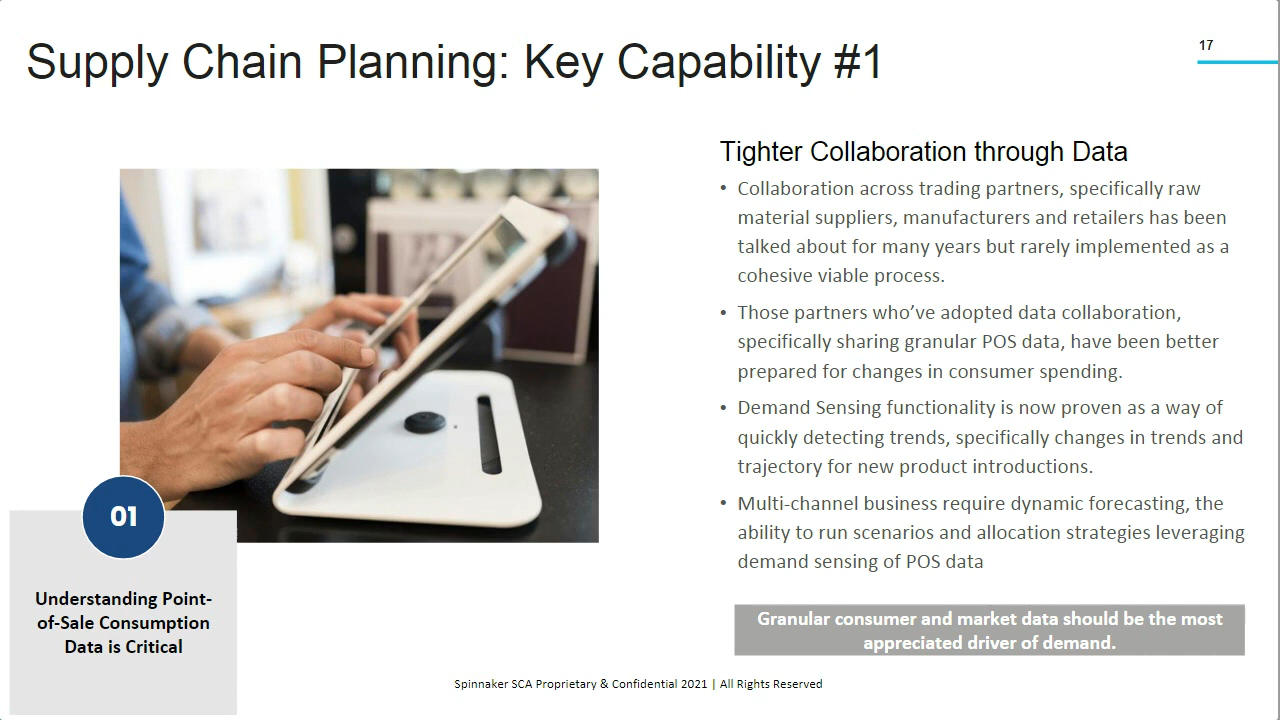 Supply Chain Planning: Key Capability #1
17
Tighter Collaboration through Data
• Collaboration across trading partners, specifically raw
material suppliers, manufacturers and retailers has been
talked about for many years but rarely implemented as a
cohesive viable process.
• Those partners who’ve adopted data collaboration,
specifically sharing granular POS data, have been better
prepared for changes in consumer spending.
• Demand Sensing functionality is now proven as a way of
quickly detecting trends, specifically changes in trends and
trajectory for new product introductions.
• Multi-channel business require dynamic forecasting, the
ability to run scenarios and allocation strategies leveraging
demand sensing of POS data
01
Understanding Point-
of-Sale Consumption
Data is Critical
Granular consumer and market data should be the most
appreciated driver of demand.
Spinnaker SCA Proprietary & Confidential 2021 | All Rights Reserved